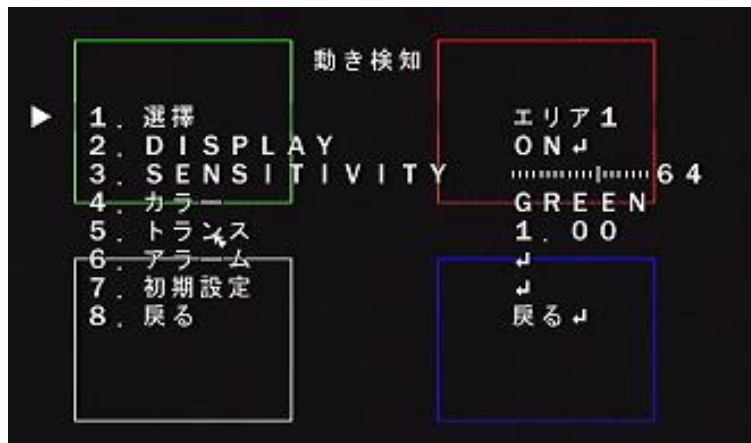 動き検知
▶ 1. 選擇 エリア1
2. DISPLAY ON↲
3. SENSITIVITY 64
4. カラー GREEN
5. トランス 1.00
6. アラーム ↲
7. 初期設定 ↲
8. 戻る 戻る↲